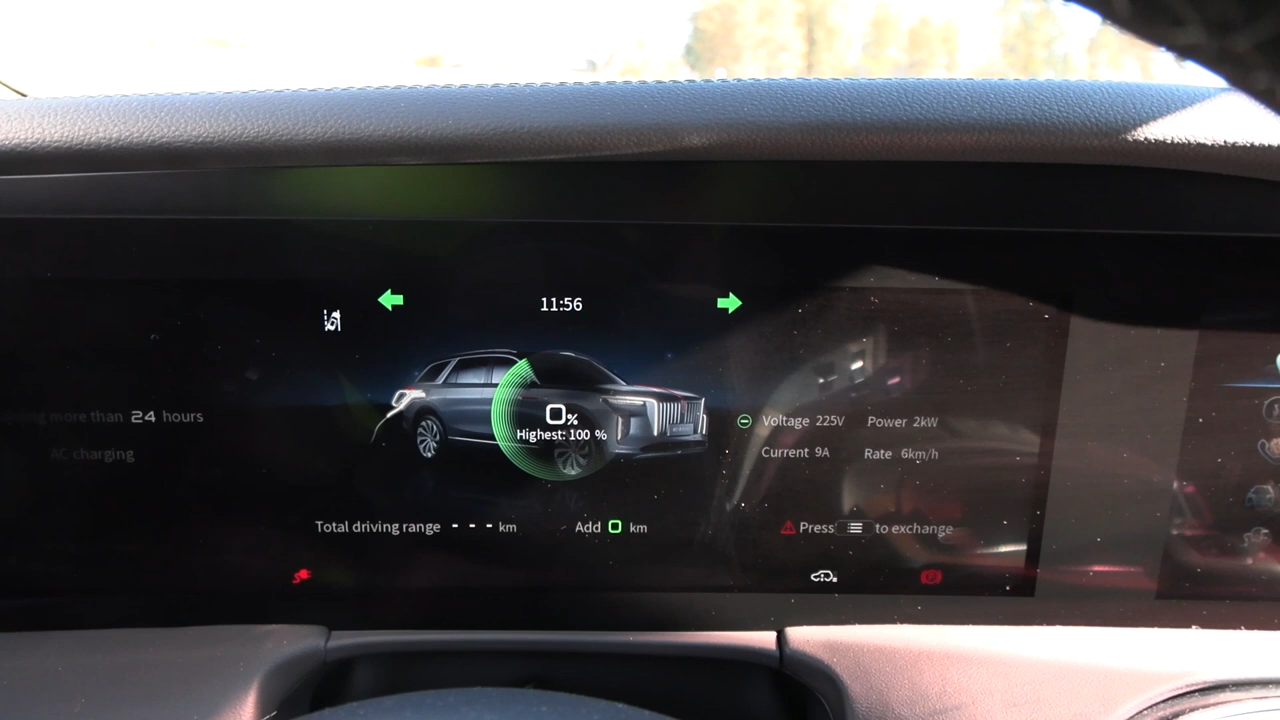 11:56
more than 24 hours
AC charging
0%
Highest: 100 %
Voltage 225V Power 2kW
Current 9A Rate 6km/h
Total driving range - - - km Add 0 km
Press to exchange